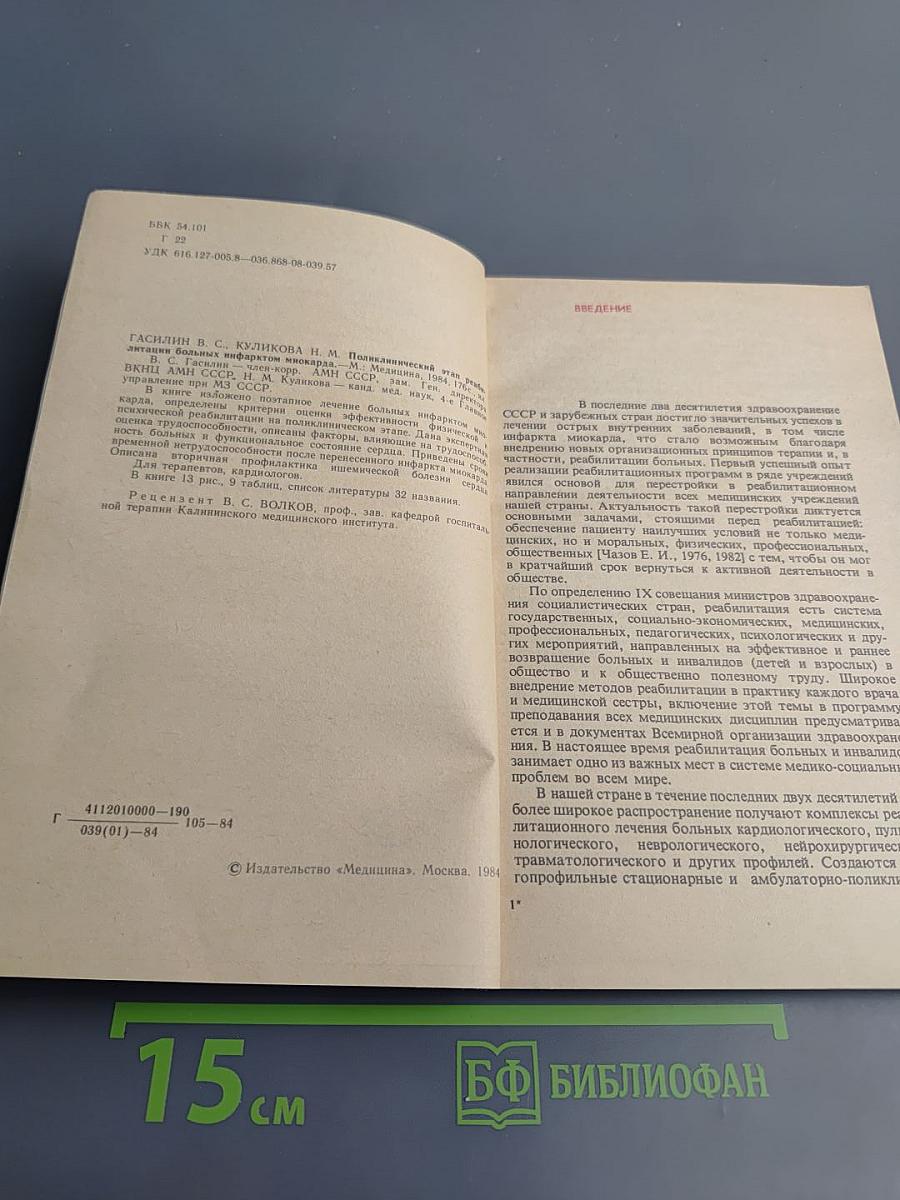 ББК 54.101
Г 22
УДК 616.127-005.8—036.868-08-039.57
ГАСИЛИН В. С., КУЛИКОВА Н. М. Поликлинический этап реаби-
литации больных инфарктом миокарда.—М.: Медицина, 1984, 176 с.
В. С. Гасилин — член-корр. АМН СССР, зам. Ген. директора
ВКНЦ АМН СССР, Н. М. Куликова — канд. мед. наук, 4-е Главное
управление при МЗ СССР.
В книге изложено поэтапное лечение больных инфарктом мио-
карда, определены критерии оценки эффективности физической и
психической реабилитации на поликлиническом этапе. Дана экспертная
оценка трудоспособности, описаны факторы, влияющие на трудоспособ-
ность больных и функциональное состояние сердца. Приведены сроки
временной нетрудоспособности после перенесенного инфаркта миокарда.
Описана вторичная профилактика ишемической болезни сердца.
Для терапевтов, кардиологов.
В книге 13 рис., 9 таблиц, список литературы 32 названия.
Рецензент В. С. ВОЛКОВ, проф., зав. кафедрой госпиталь-
ной терапии Калининского медицинского института.
Г 4112010000—190
039(01)—84
105—84
© Издательство «Медицина». Москва. 1984
ВВЕДЕНИЕ
В последние два десятилетия здравоохранение
СССР и зарубежных стран достигло значительных успехов в
лечении острых внутренних заболеваний, в том числе
инфаркта миокарда, что стало возможным благодаря
внедрению новых организационных принципов терапии и, в
частности, реабилитации больных. Первый успешный опыт
реализации реабилитационных программ в ряде учреждений
явился основой для перестройки в реабилитационном
направлении деятельности всех медицинских учреждений
нашей страны. Актуальность такой перестройки диктуется
основными задачами, стоящими перед реабилитацией:
обеспечение пациенту наилучших условий не только меди-
цинских, но и моральных, физических, профессиональных,
общественных [Чазов Е. И., 1976, 1982] с тем, чтобы он мог
в кратчайший срок вернуться к активной деятельности в
обществе.
По определению IX совещания министров здравоохране-
ния социалистических стран, реабилитация есть система
государственных, социально-экономических, медицинских,
профессиональных, педагогических, психологических и дру-
гих мероприятий, направленных на эффективное и раннее
возвращение больных и инвалидов (детей и взрослых) в
общество и к общественно полезному труду. Широкое
внедрение методов реабилитации в практику каждого врача
и медицинской сестры, включение этой темы в программу
преподавания всех медицинских дисциплин предусматрива-
ется и в документах Всемирной организации здравоохране-
ния. В настоящее время реабилитация больных и инвалидо
занимает одно из важных мест в системе медико-социальны
проблем во всем мире.
В нашей стране в течение последних двух десятилетий
более широкое распространение получают комплексы реа
литационного лечения больных кардиологического, пуль
нологического, неврологического, нейрохирургическ
травматологического и других профилей. Создаются
гопрофильные стационарные и амбулаторно-поликли
1*
15 см
БФ БИБЛИОФАН